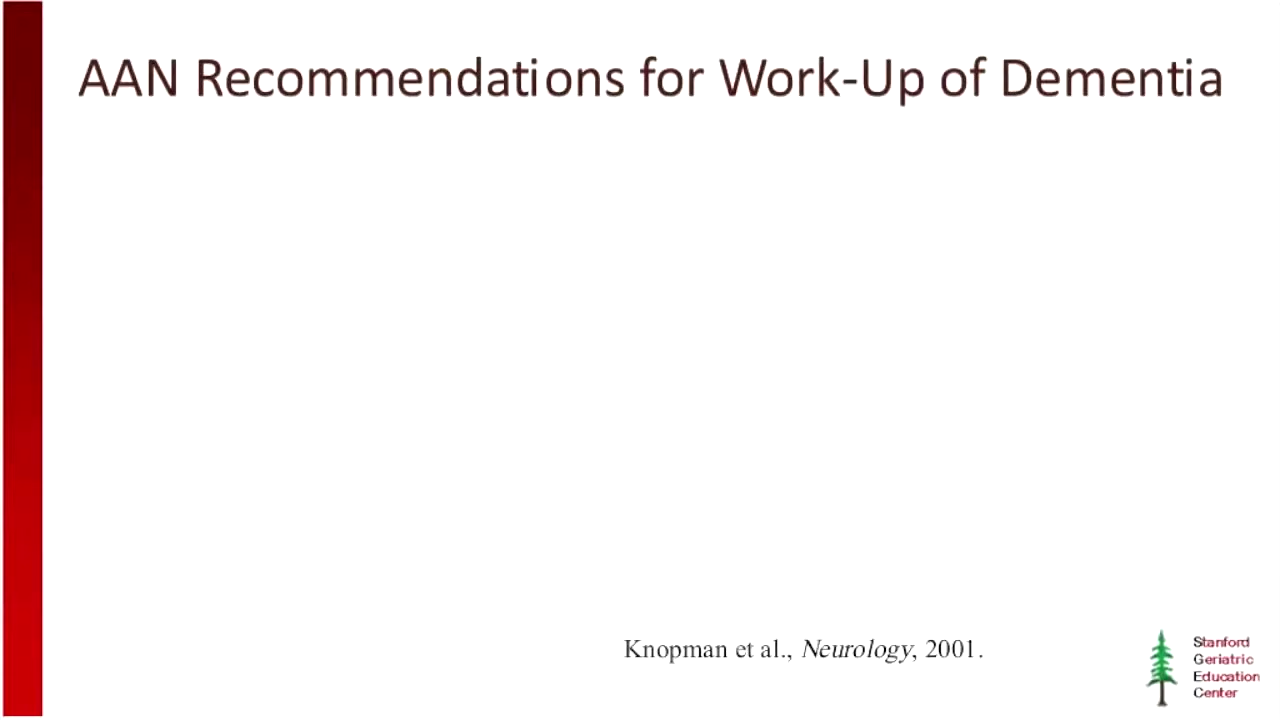 AAN Recommendations for Work-Up of Dementia
Knopman et al., Neurology, 2001.
Stanford
Geriatric
Education
Center